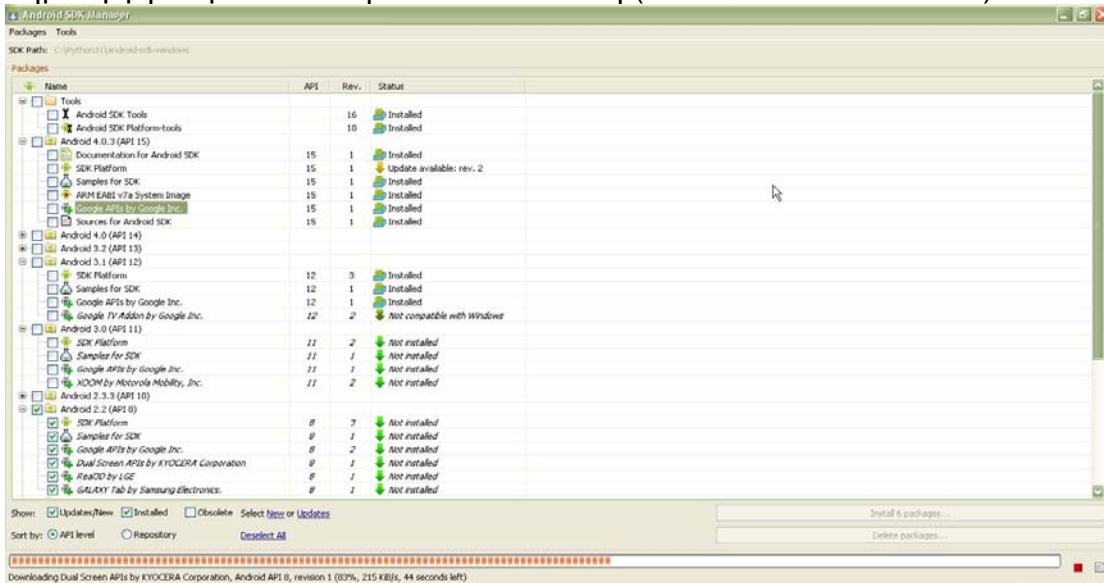 Android SDK Manager
Packages Tools
SDK Path: C:\Python31\android-sdk-windows
Packages
Name API Rev. Status
Tools
Android SDK Tools 16 Installed
Android SDK Platform-tools 10 Installed
Android 4.0.3 (API 15)
Documentation for Android SDK 15 1 Installed
SDK Platform 15 1 Update available: rev. 2
Samples for SDK 15 1 Installed
ARM EABI v7a System Image 15 1 Installed
Google APIs by Google Inc. 15 1 Installed
Sources for Android SDK 15 1 Installed
Android 4.0 (API 14)
Android 3.2 (API 13)
Android 3.1 (API 12)
SDK Platform 12 3 Installed
Samples for SDK 12 1 Installed
Google APIs by Google Inc. 12 1 Installed
Google TV Addon by Google Inc. 12 2 Not compatible with Windows
Android 3.0 (API 11)
SDK Platform 11 2 Not installed
Samples for SDK 11 1 Not installed
Google APIs by Google Inc. 11 1 Not installed
XOOM by Motorola Mobility, Inc. 11 2 Not installed
Android 2.3.3 (API 10)
Android 2.2 (API 8)
SDK Platform 8 3 Not installed
Samples for SDK 8 1 Not installed
Google APIs by Google Inc. 8 2 Not installed
Dual Screen APIs by KYOCERA Corporation 8 1 Not installed
Real3D by LGE 8 1 Not installed
GALAXY Tab by Samsung Electronics. 8 1 Not installed
Show: Updates/New Installed Obsolete Select New or Updates
Install 6 packages...
Sort by: API level Repository Deselect All
Delete packages...
Downloading Dual Screen APIs by KYOCERA Corporation, Android API 8, revision 1 (83%, 215 KiB/s, 44 seconds left)